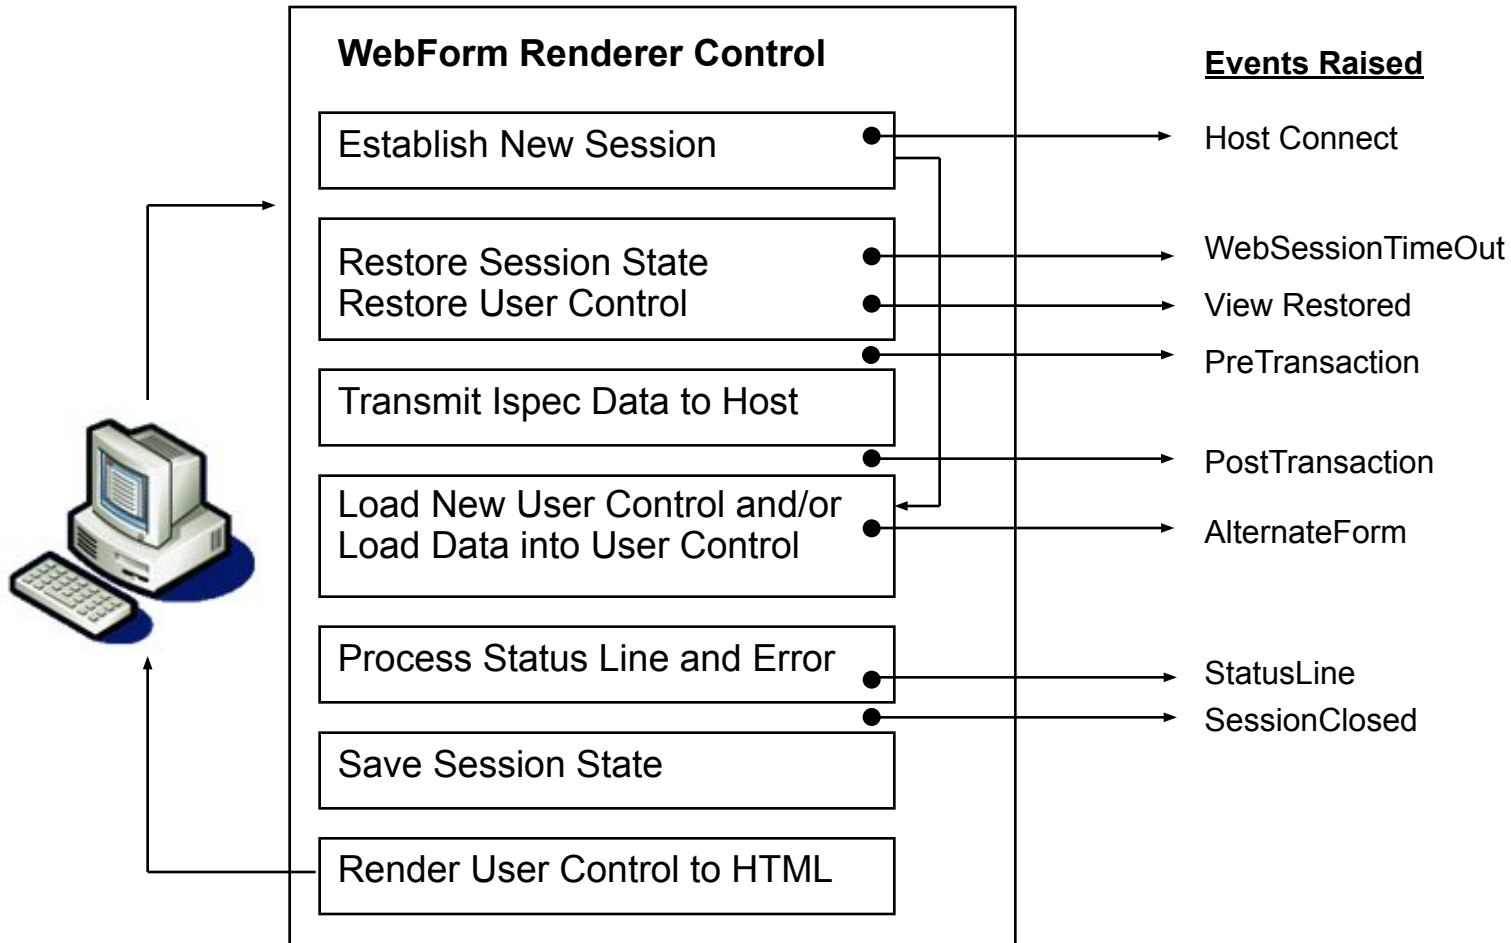 WebForm Renderer Control
Events Raised
Establish New Session
Host Connect
Restore Session State
Restore User Control
WebSessionTimeOut
View Restored
PreTransaction
Transmit Ispec Data to Host
PostTransaction
Load New User Control and/or
Load Data into User Control
AlternateForm
Process Status Line and Error
StatusLine
SessionClosed
Save Session State
Render User Control to HTML